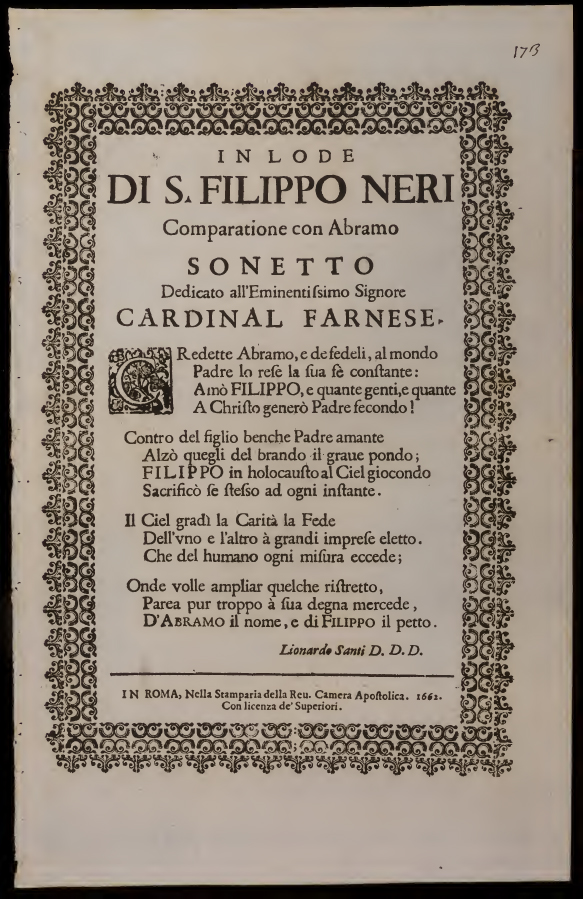 173
IN LODE
DI S. FILIPPO NERI
Comparatione con Abramo
SONETTO
Dedicato all'Eminentiſsimo Signore
CARDINAL FARNESE.
CRedette Abramo, e de fedeli, al mondo
Padre lo reſe la ſua fè conſtante:
Amò FILIPPO, e quante genti, e quante
A Chriſto generò Padre fecondo!
Contro del figlio benche Padre amante
Alzò quegli del brando il graue pondo;
FILIPPO in holocauſto al Ciel giocondo
Sacrificò ſe ſteſso ad ogni inſtante.
Il Ciel gradì la Carità la Fede
Dell'vno e l'altro à grandi impreſe eletto.
Che del humano ogni miſura eccede;
Onde volle ampliar quelche riſtretto,
Parea pur troppo à ſua degna mercede,
D'ABRAMO il nome, e di FILIPPO il petto.
Lionardo Santi D. D. D.
IN ROMA, Nella Stamparia della Reu. Camera Apoſtolica. 1662.
Con licenza de' Superiori.